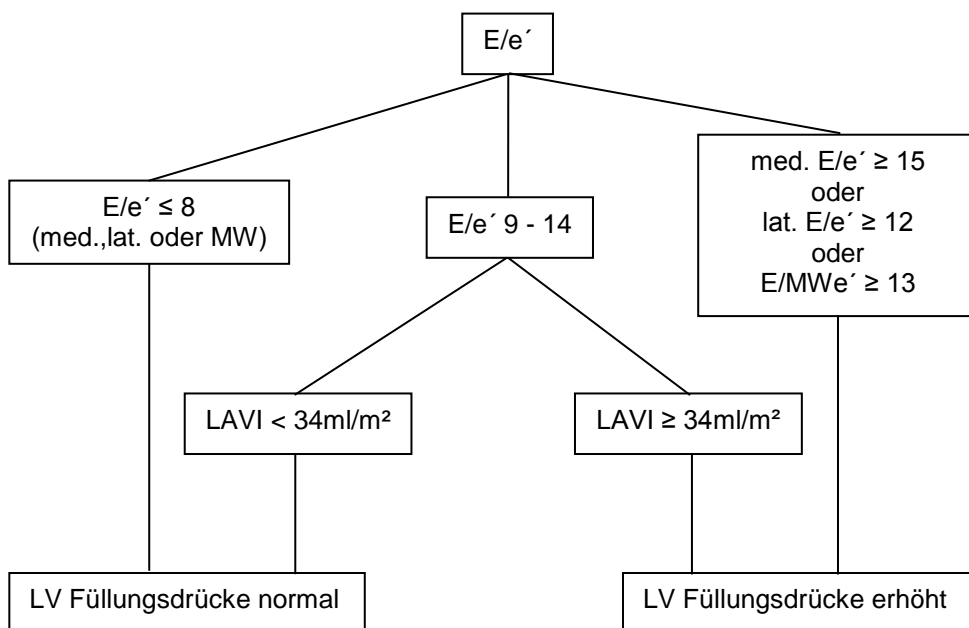 E/e´
E/e´ ≤ 8
(med.,lat. oder MW)
E/e´ 9 - 14
med. E/e´ ≥ 15
oder
lat. E/e´ ≥ 12
oder
E/MWe´ ≥ 13
LAVI < 34ml/m²
LAVI ≥ 34ml/m²
LV Füllungsdrücke normal
LV Füllungsdrücke erhöht